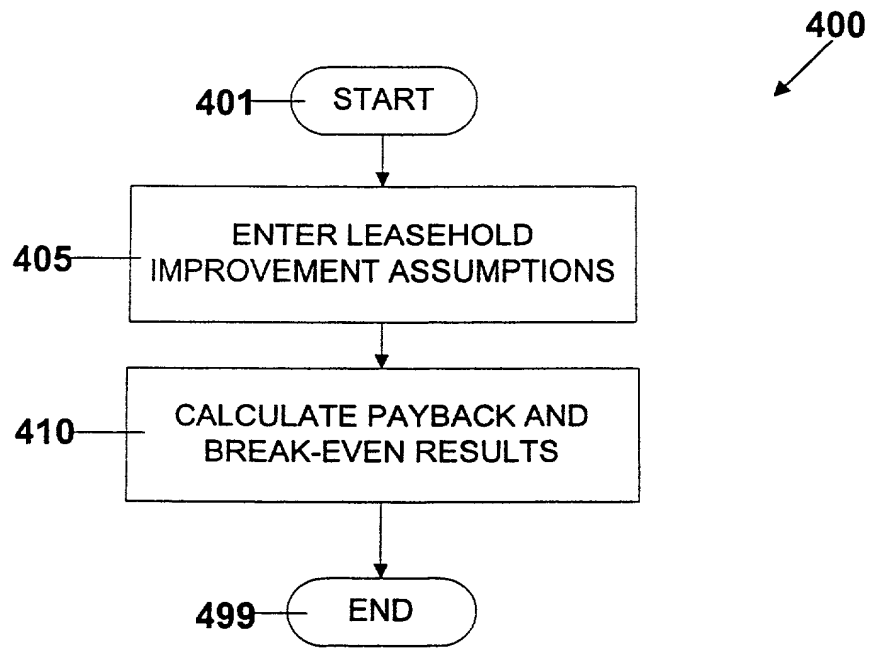 400
401
START
405
ENTER LEASEHOLD
IMPROVEMENT ASSUMPTIONS
410
CALCULATE PAYBACK AND
BREAK-EVEN RESULTS
499
END